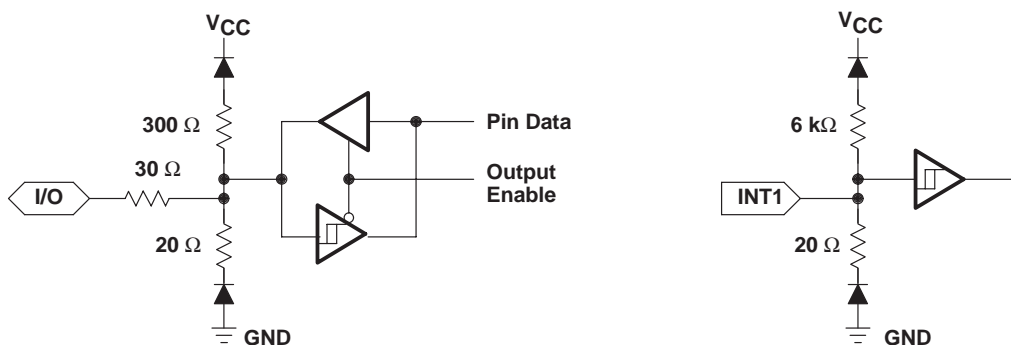 VCC
300 Ω
30 Ω
I/O
20 Ω
GND
Pin Data
Output
Enable
VCC
6 kΩ
INT1
20 Ω
GND